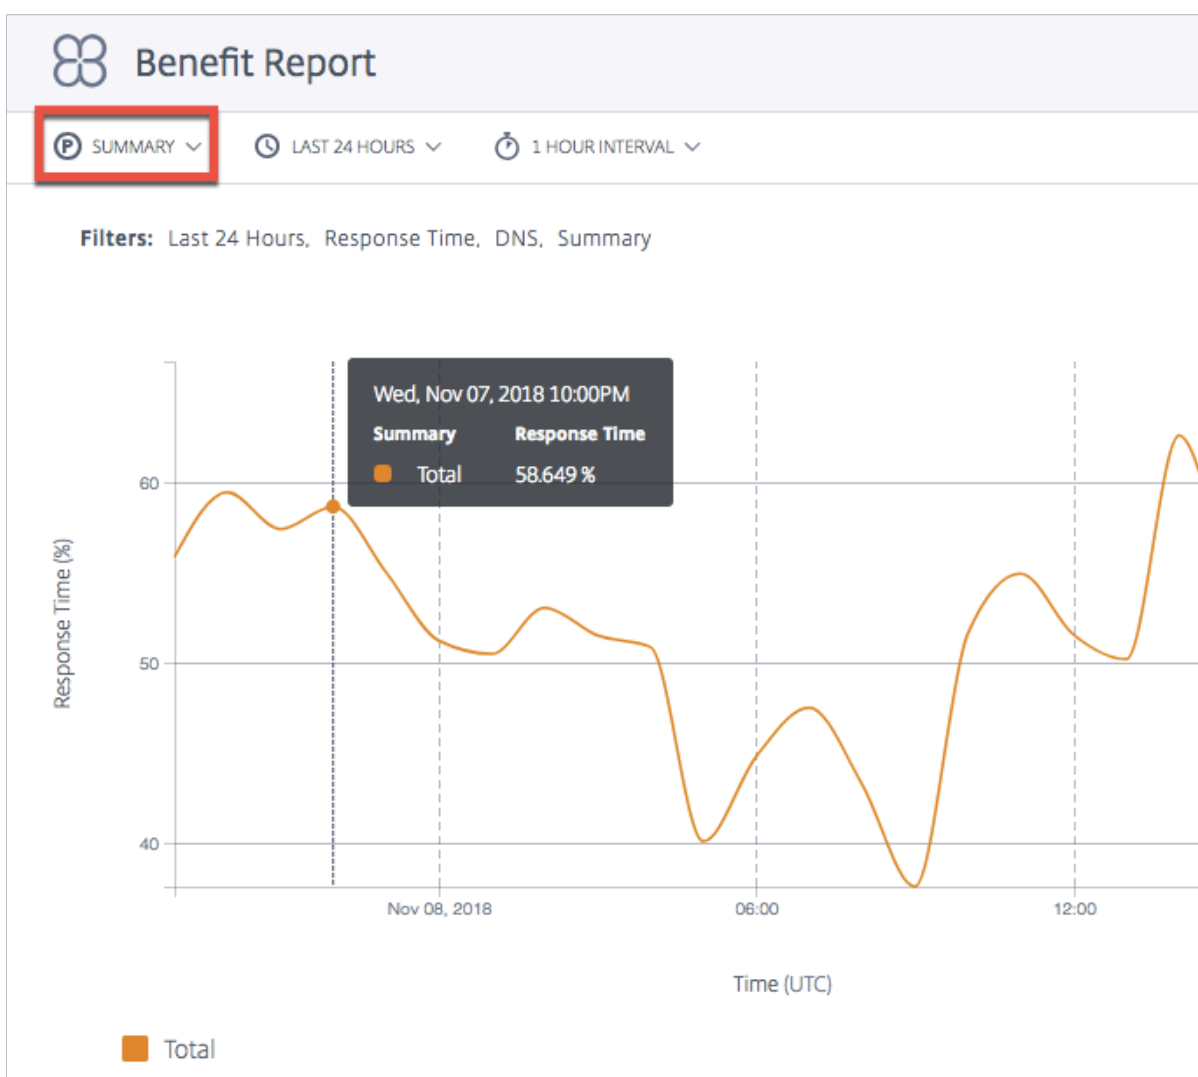 Benefit Report
SUMMARY LAST 24 HOURS 1 HOUR INTERVAL
Filters: Last 24 Hours, Response Time, DNS, Summary
Wed, Nov 07, 2018 10:00PM
Summary Response Time
Total 58.649 %
60
50
40
Response Time (%)
Nov 08, 2018 06:00 12:00
Time (UTC)
Total